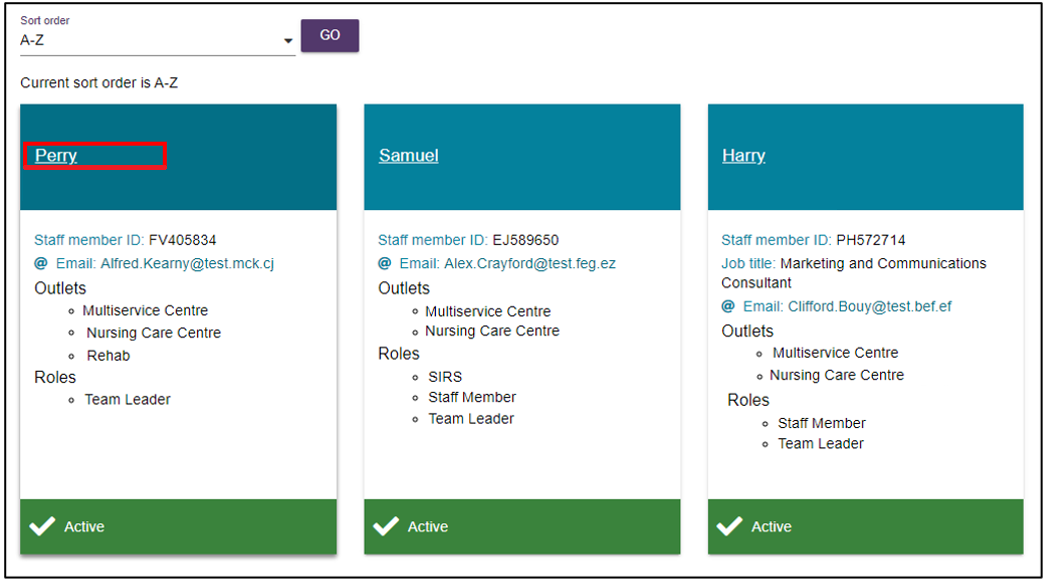 Sort order
A-Z
GO
Current sort order is A-Z
Perry
Staff member ID: FV405834
@ Email: Alfred.Kearny@test.mck.cj
Outlets
Multiservice Centre
Nursing Care Centre
Rehab
Roles
Team Leader
Active
Samuel
Staff member ID: EJ589650
@ Email: Alex.Crayford@test.feg.ez
Outlets
Multiservice Centre
Nursing Care Centre
Roles
SIRS
Staff Member
Team Leader
Active
Harry
Staff member ID: PH572714
Job title: Marketing and Communications
Consultant
@ Email: Clifford.Bouy@test.bef.ef
Outlets
Multiservice Centre
Nursing Care Centre
Roles
Staff Member
Team Leader
Active